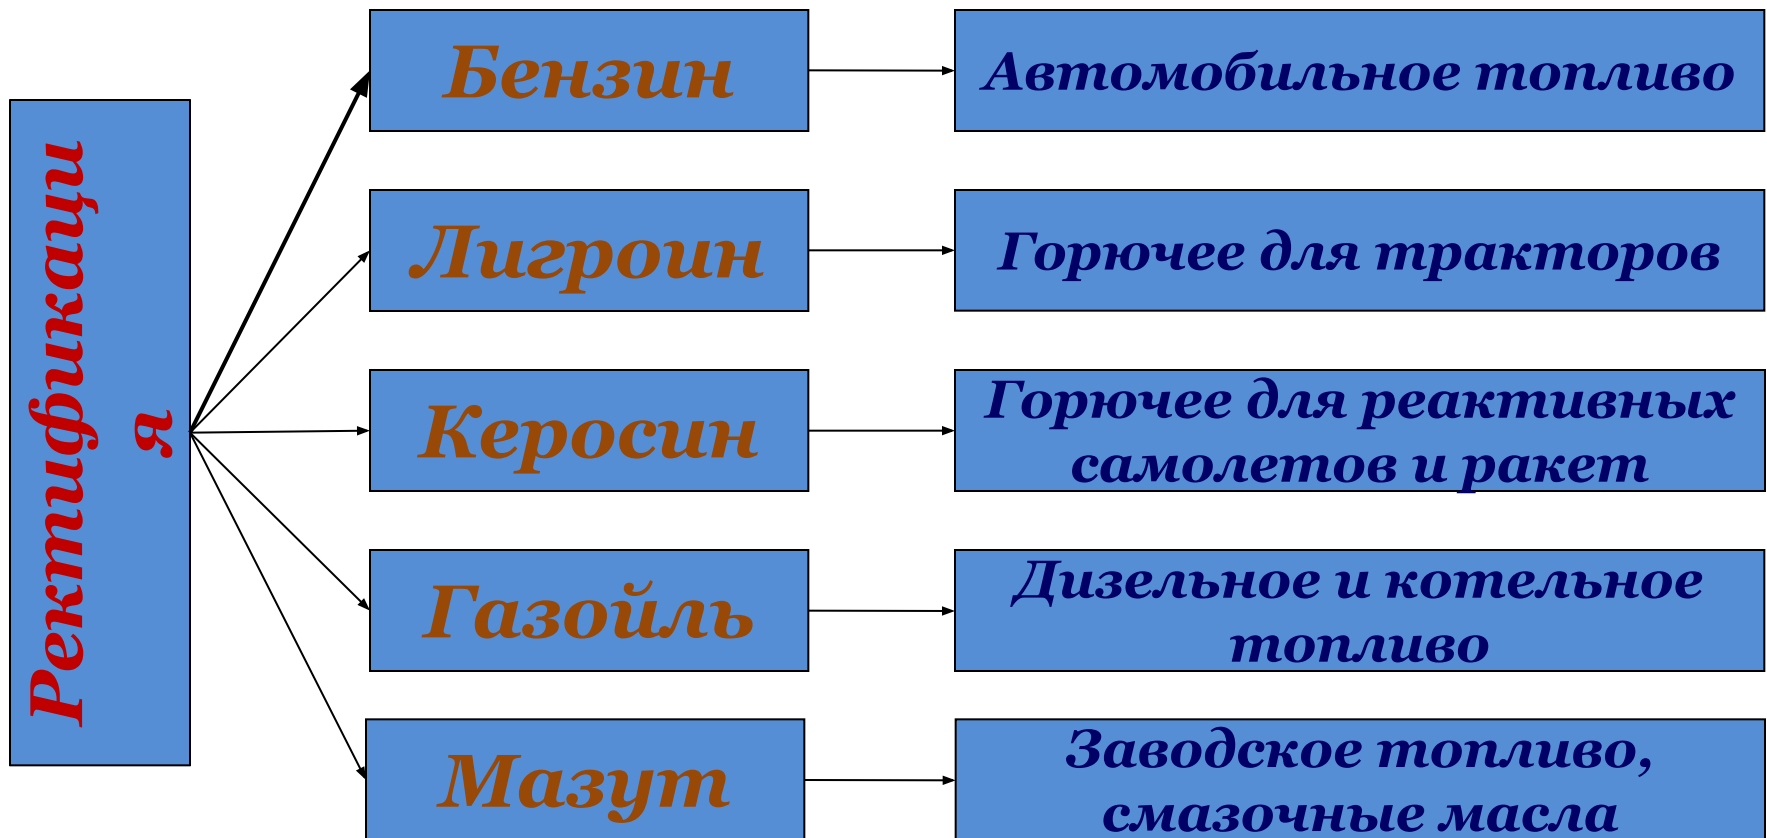 Ректификаци
я
Бензин
Автомобильное топливо
Лигроин
Горючее для тракторов
Керосин
Горючее для реактивных
самолетов и ракет
Газойль
Дизельное и котельное
топливо
Мазут
Заводское топливо,
смазочные масла